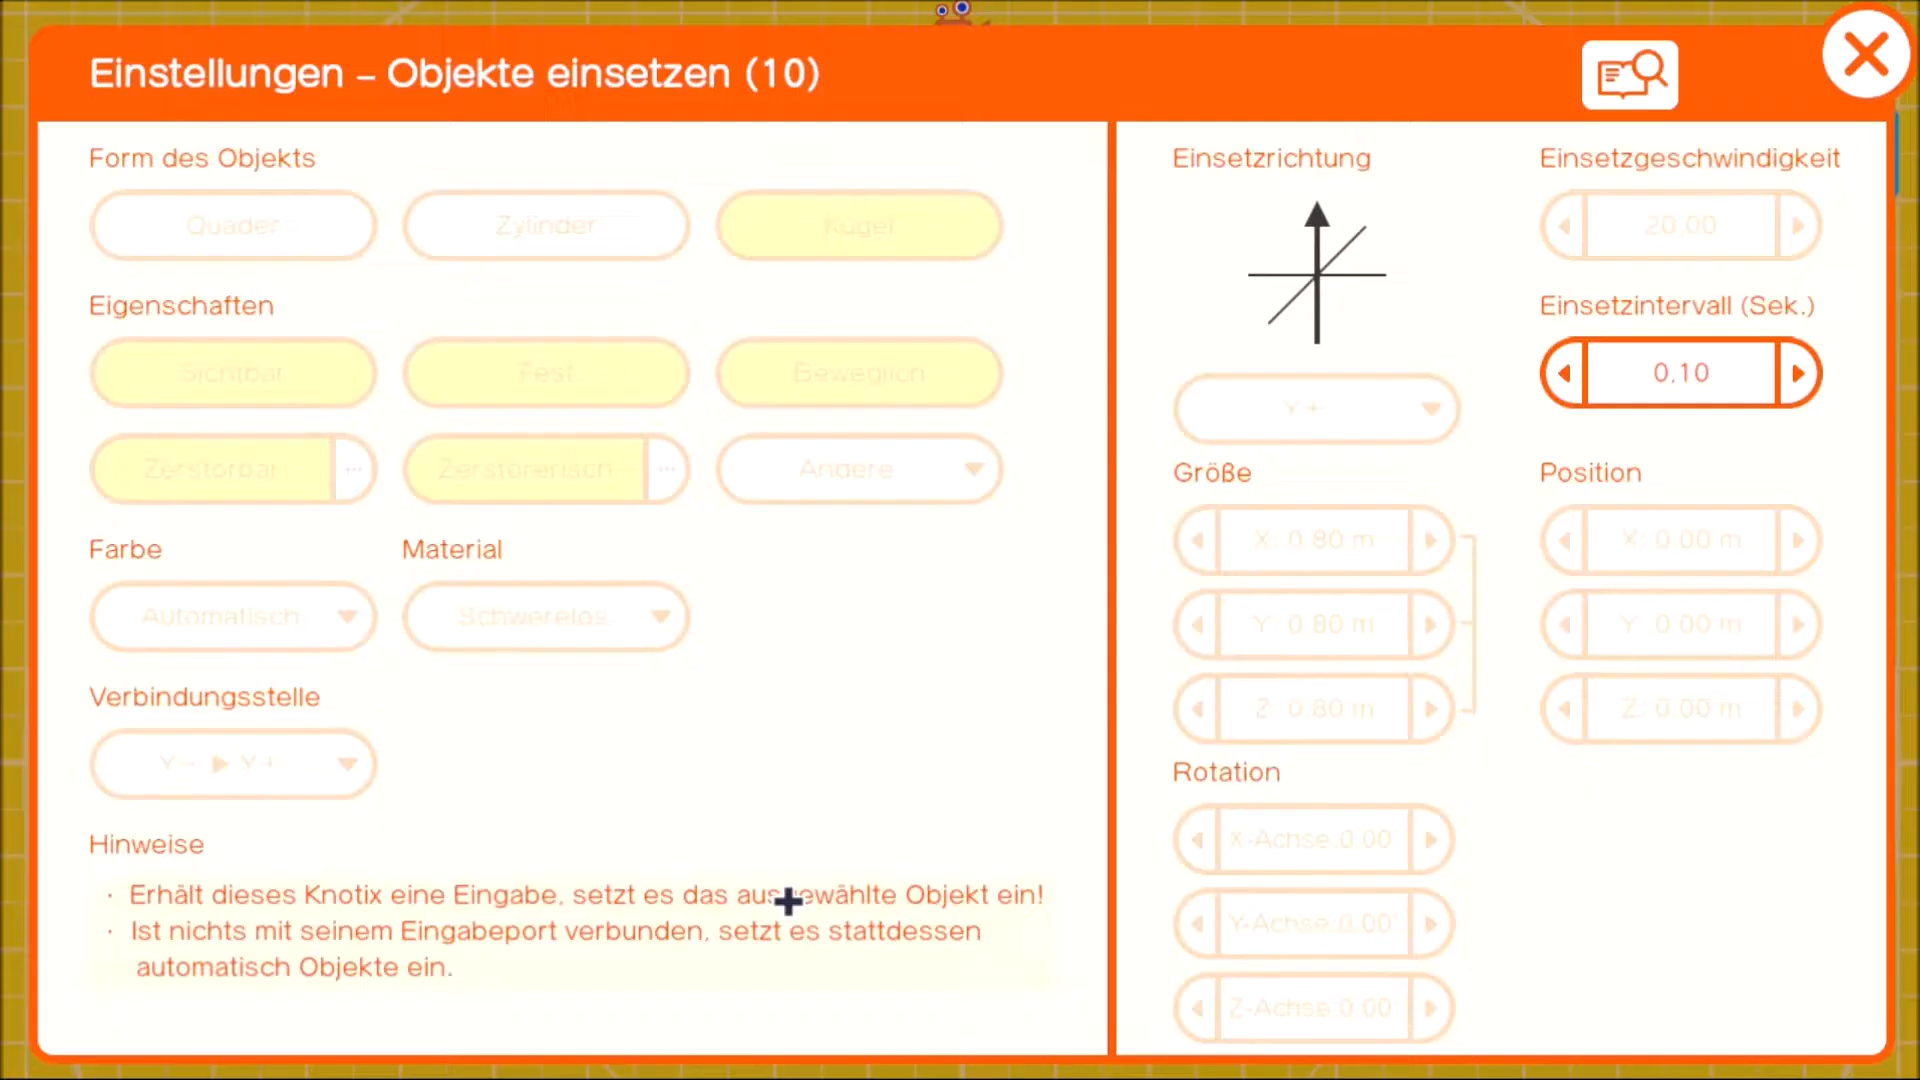 Einstellungen – Objekte einsetzen (10)
Form des Objekts
Quader
Zylinder
Kugel
Eigenschaften
Sichtbar
Fest
Beweglich
Zerstörbar
...
Zerstörerisch
...
Andere
Farbe
Material
Automatisch
Schwerelos
Verbindungsstelle
Y− ▶ Y+
Hinweise
· Erhält dieses Knotix eine Eingabe, setzt es das ausgewählte Objekt ein!
· Ist nichts mit seinem Eingabeport verbunden, setzt es stattdessen
automatisch Objekte ein.
Einsetzrichtung
Y+
Einsetzgeschwindigkeit
20,00
Einsetzintervall (Sek.)
0,10
Größe
X: 0.80 m
Y: 0.80 m
Z: 0.80 m
Position
X: 0.00 m
Y: 0.00 m
Z: 0.00 m
Rotation
X-Achse:0.00°
Y-Achse:0.00°
Z-Achse:0.00°